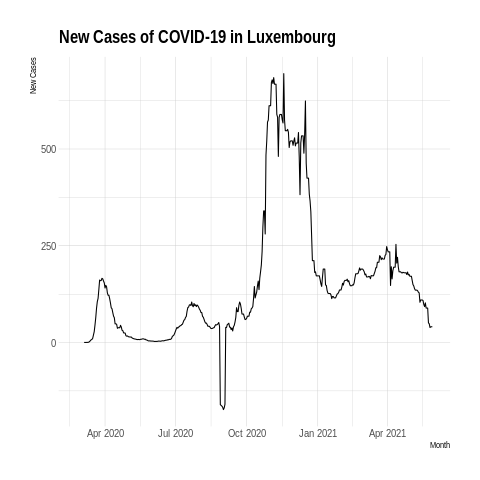 New Cases of COVID-19 in Luxembourg
New Cases
500
250
0
Apr 2020 Jul 2020 Oct 2020 Jan 2021 Apr 2021
Month